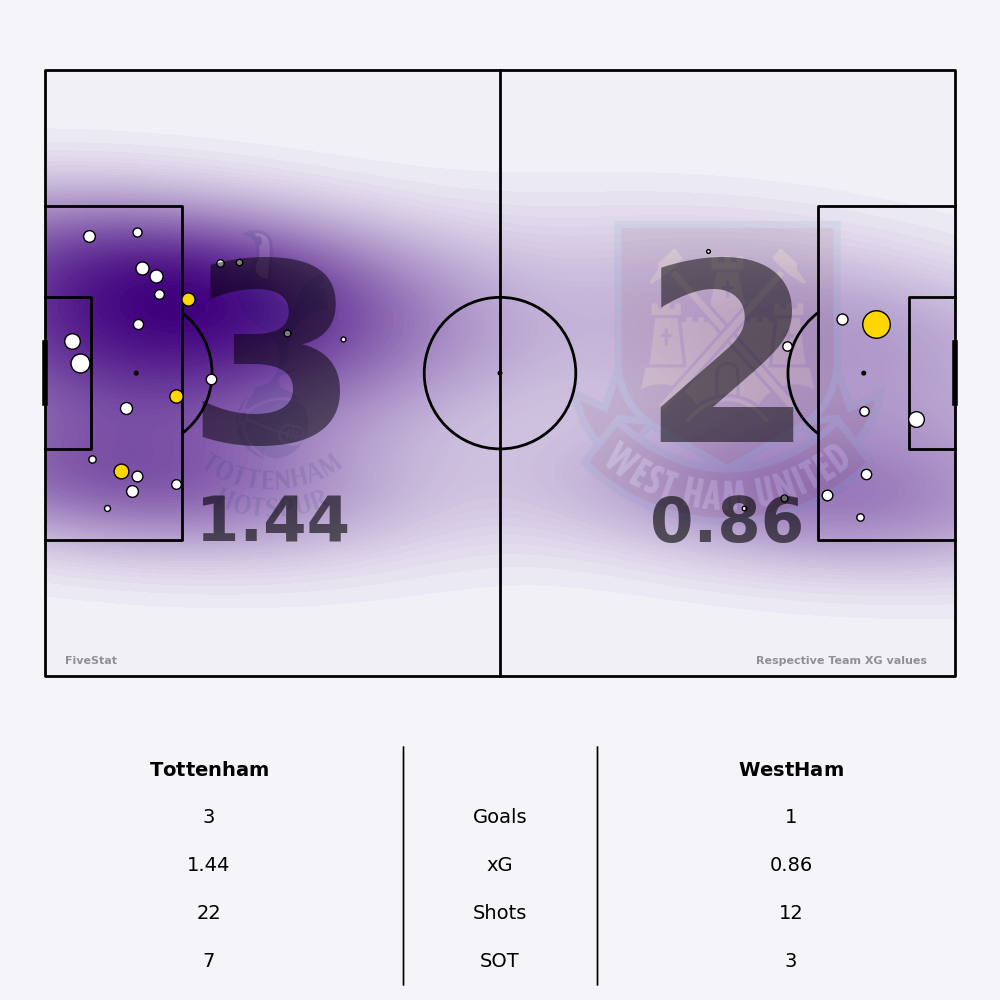 3
2
TOTTENHAM
HOTSPUR
WEST HAM UNITED
1.44
0.86
FiveStat
Respective Team XG values
Tottenham
WestHam
3
Goals
1
1.44
xG
0.86
22
Shots
12
7
SOT
3